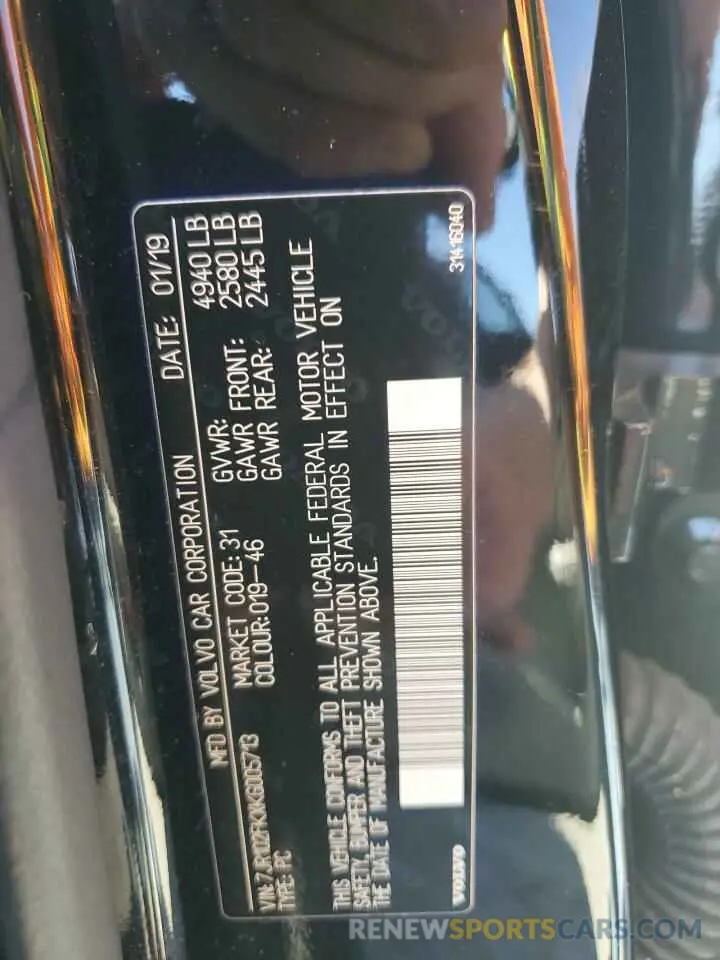 MFD BY VOLVO CAR CORPORATION DATE: 01/19
VIN:
TYPE: PC
MARKET CODE: 31
COLOUR: 019-46
GVWR: 4940 LB
GAWR FRONT: 2580 LB
GAWR REAR: 2445 LB
THIS VEHICLE CONFORMS TO ALL APPLICABLE FEDERAL MOTOR VEHICLE
SAFETY, BUMPER AND THEFT PREVENTION STANDARDS IN EFFECT ON
THE DATE OF MANUFACTURE SHOWN ABOVE.
VOLVO
31416040
RENEWSPORTSCARS.COM